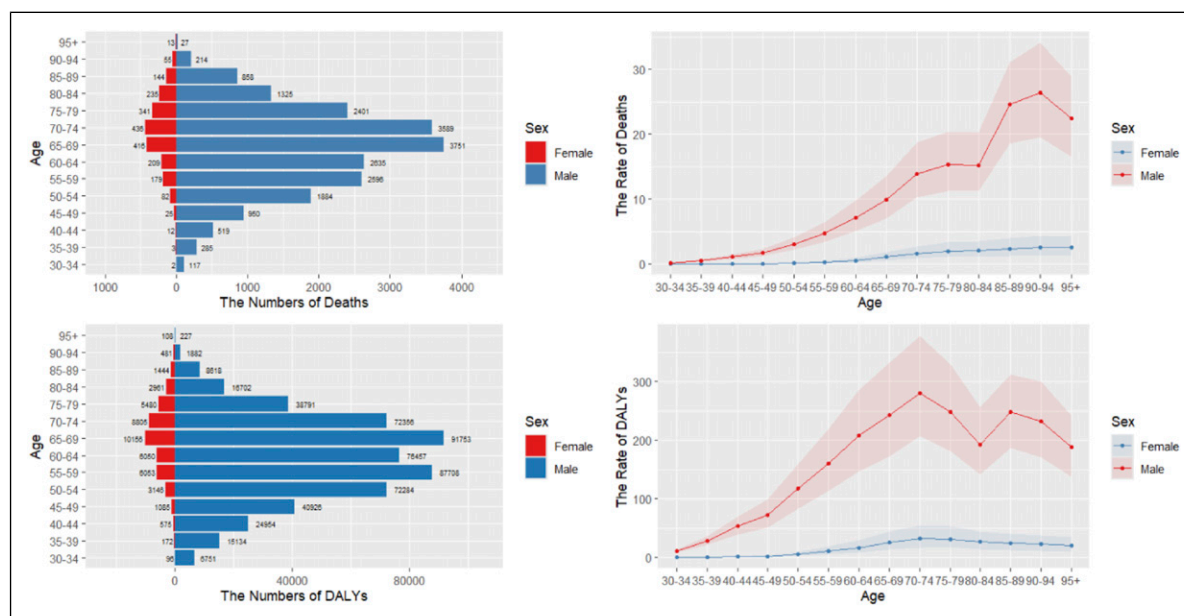 95+ 13 27
90-94 55 214
85-89 144 858
80-84 235 1325
75-79 341 2401
70-74 436 3589
65-69 415 3751
60-64 209 2635
55-59 179 2596
50-54 82 1884
45-49 25 950
40-44 12 519
35-39 3 285
30-34 2 117
1000 0 1000 2000 3000 4000
The Numbers of Deaths
Age
Sex
Female
Male
The Rate of Deaths
30
20
10
0
30-34 35-39 40-44 45-49 50-54 55-59 60-64 65-69 70-74 75-79 80-84 85-89 90-94 95+
Age
Sex
Female
Male
95+ 108 227
90-94 481 1882
85-89 1444 8518
80-84 2961 16702
75-79 5480 38791
70-74 8805 72366
65-69 10156 91753
60-64 6060 76457
55-59 6063 87708
50-54 3146 72284
45-49 1085 40926
40-44 575 24964
35-39 172 15134
30-34 96 6751
0 40000 80000
The Numbers of DALYs
Age
Sex
Female
Male
The Rate of DALYs
300
200
100
0
30-34 35-39 40-44 45-49 50-54 55-59 60-64 65-69 70-74 75-79 80-84 85-89 90-94 95+
Age
Sex
Female
Male